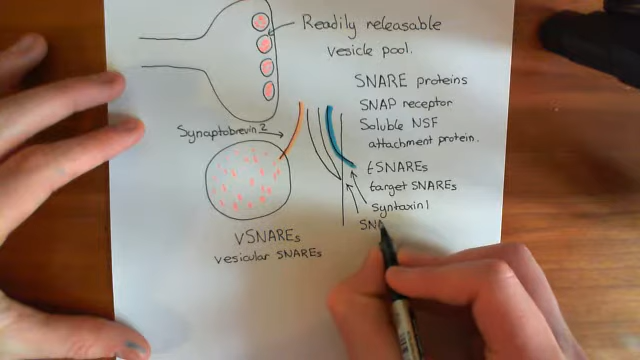 Readily releasable
vesicle pool.
SNARE proteins
SNAP receptor
Soluble NSF
attachment protein.
Synaptobrevin 2
tSNAREs
target SNAREs
Syntaxin 1
SNA
vSNAREs
vesicular SNAREs